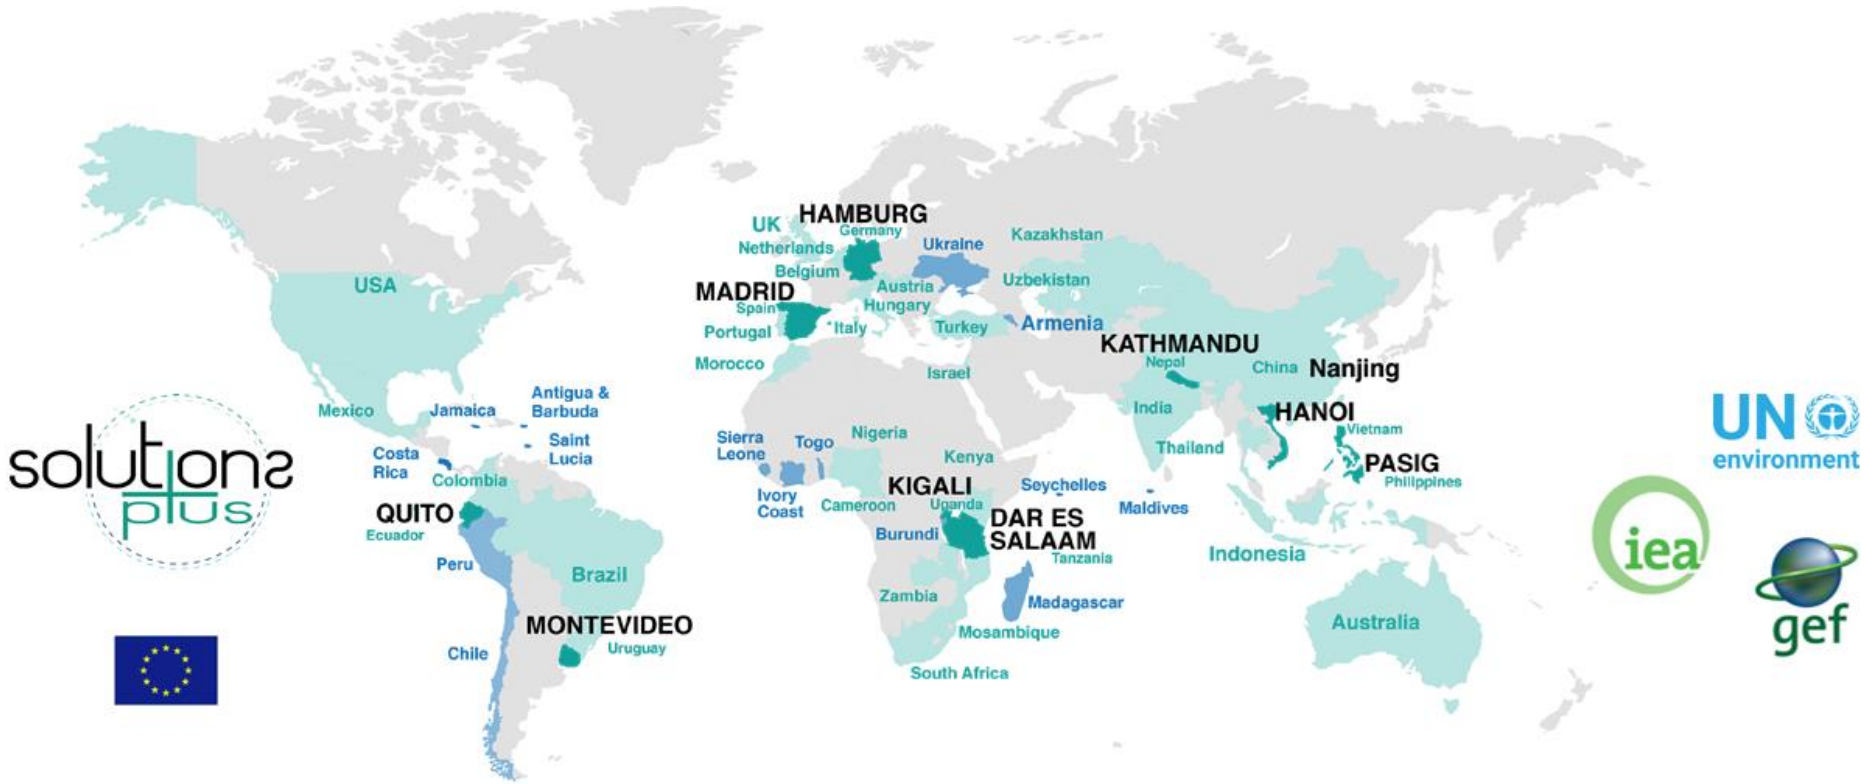 HAMBURG
UK
Germany
Netherlands
Ukraine
Kazakhstan
Belgium
USA
Austria
Uzbekistan
MADRID
Spain
Hungary
Portugal
Italy
Turkey
Armenia
KATHMANDU
Morocco
Israel
Nepal
China
Nanjing
Mexico
Jamaica
Antigua &
Barbuda
India
HANOI
Vietnam
Saint
Lucia
Costa
Rica
Colombia
Sierra
Leone
Togo
Nigeria
Kenya
Thailand
PASIG
Philippines
solutions
plus
QUITO
Ecuador
Ivory
Coast
Cameroon
KIGALI
Uganda
Seychelles
Maldives
Burundi
DAR ES
SALAAM
Tanzania
Peru
Brazil
Indonesia
Zambia
Madagascar
Mosambique
Australia
MONTEVIDEO
Uruguay
Chile
South Africa
UN
environment
iea
gef